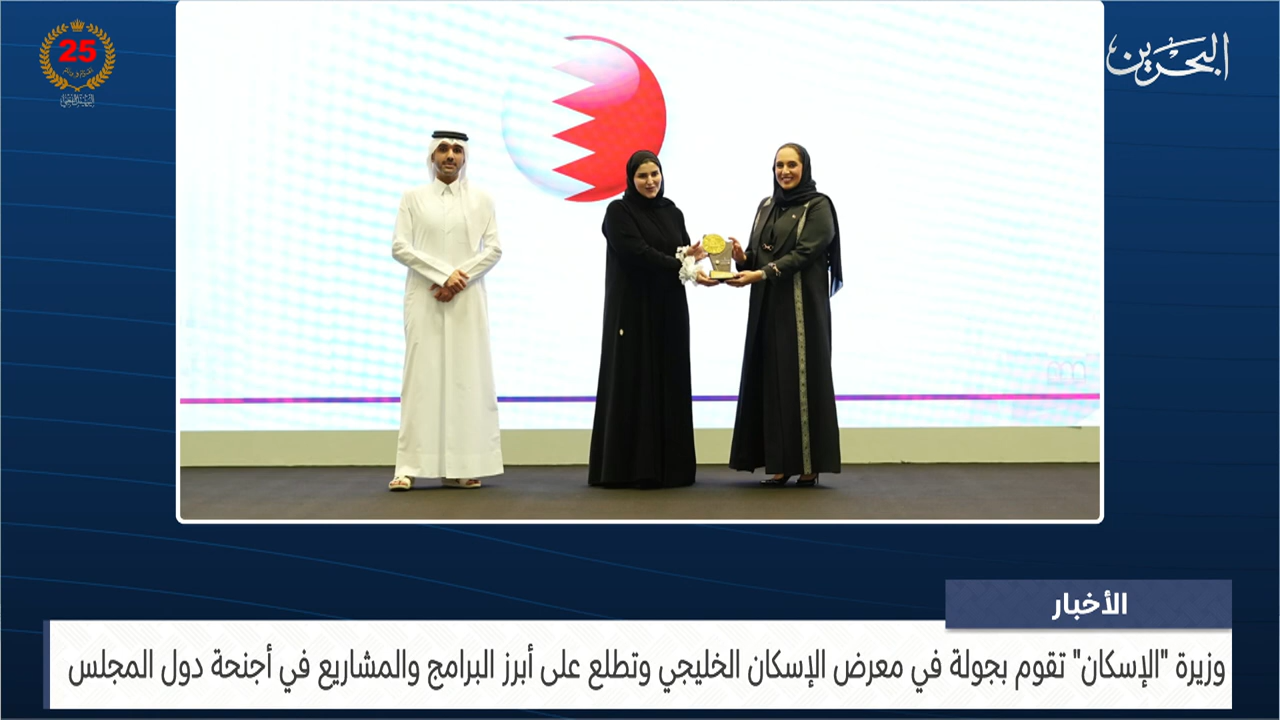 25
البحرين
الأخبار
وزيرة "الإسكان" تقوم بجولة في معرض الإسكان الخليجي وتطلع على أبرز البرامج والمشاريع في أجنحة دول المجلس